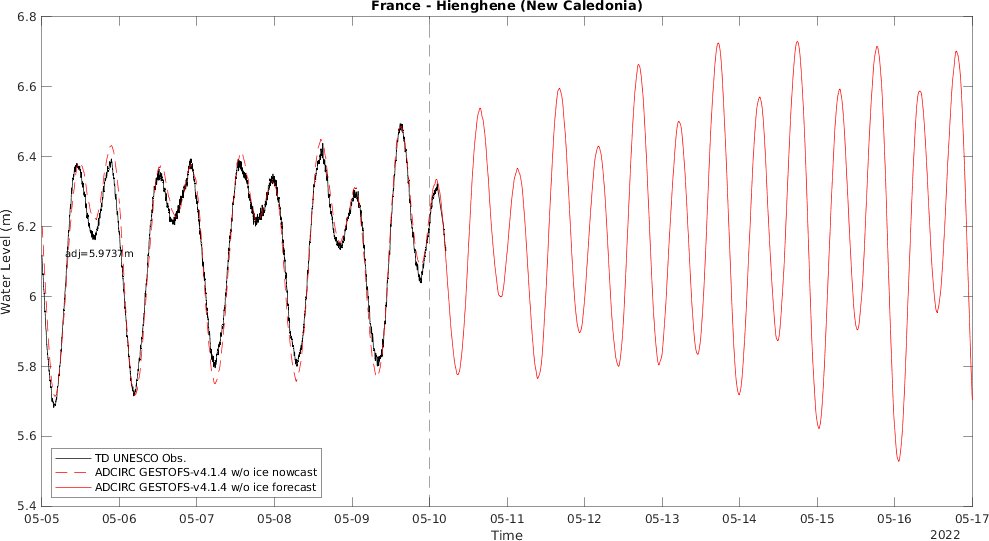 France - Hienghene (New Caledonia)
6.8
6.6
6.4
6.2
6
5.8
5.6
5.4
Water Level (m)
adj=5.9737m
TD UNESCO Obs.
ADCIRC GESTOFS-v4.1.4 w/o ice nowcast
ADCIRC GESTOFS-v4.1.4 w/o ice forecast
05-05 05-06 05-07 05-08 05-09 05-10 05-11 05-12 05-13 05-14 05-15 05-16 05-17
Time
2022